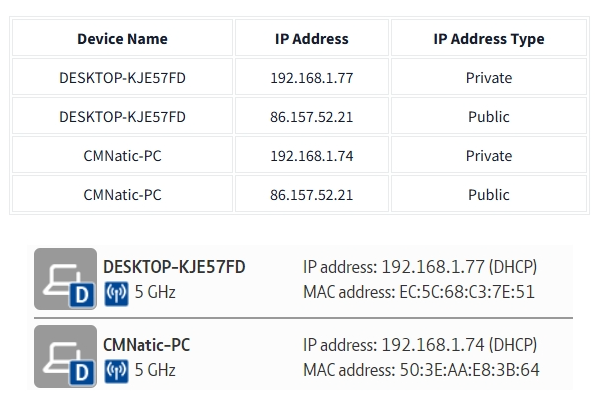 Device Name IP Address IP Address Type
DESKTOP-KJE57FD 192.168.1.77 Private
DESKTOP-KJE57FD 86.157.52.21 Public
CMNatic-PC 192.168.1.74 Private
CMNatic-PC 86.157.52.21 Public
DESKTOP-KJE57FD IP address: 192.168.1.77 (DHCP)
D 5 GHz MAC address: EC:5C:68:C3:7E:51
CMNatic-PC IP address: 192.168.1.74 (DHCP)
D 5 GHz MAC address: 50:3E:AA:E8:3B:64